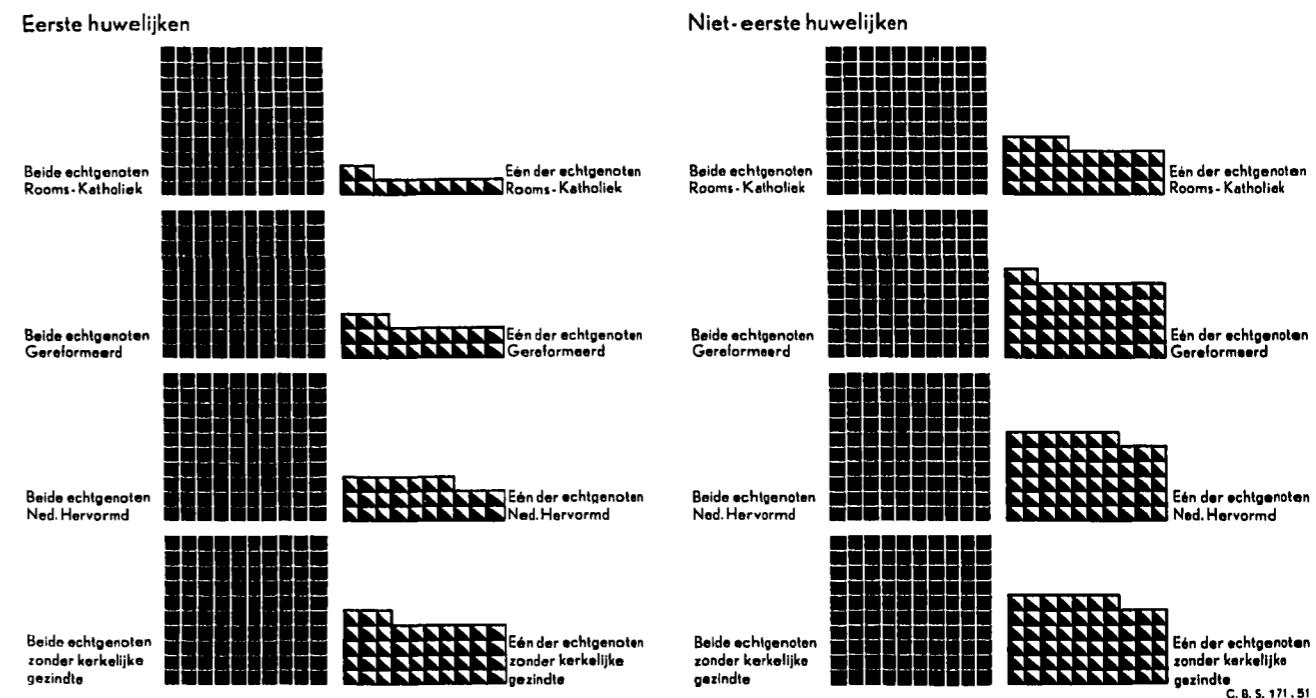 Eerste huwelijken
Beide echtgenoten
Rooms-Katholiek
Eén der echtgenoten
Rooms-Katholiek
Beide echtgenoten
Gereformeerd
Eén der echtgenoten
Gereformeerd
Beide echtgenoten
Ned. Hervormd
Eén der echtgenoten
Ned. Hervormd
Beide echtgenoten
zonder kerkelijke
gezindte
Eén der echtgenoten
zonder kerkelijke
gezindte
Niet-eerste huwelijken
Beide echtgenoten
Rooms-Katholiek
Eén der echtgenoten
Rooms-Katholiek
Beide echtgenoten
Gereformeerd
Eén der echtgenoten
Gereformeerd
Beide echtgenoten
Ned. Hervormd
Eén der echtgenoten
Ned. Hervormd
Beide echtgenoten
zonder kerkelijke
gezindte
Eén der echtgenoten
zonder kerkelijke
gezindte
C. B. S. 171.51